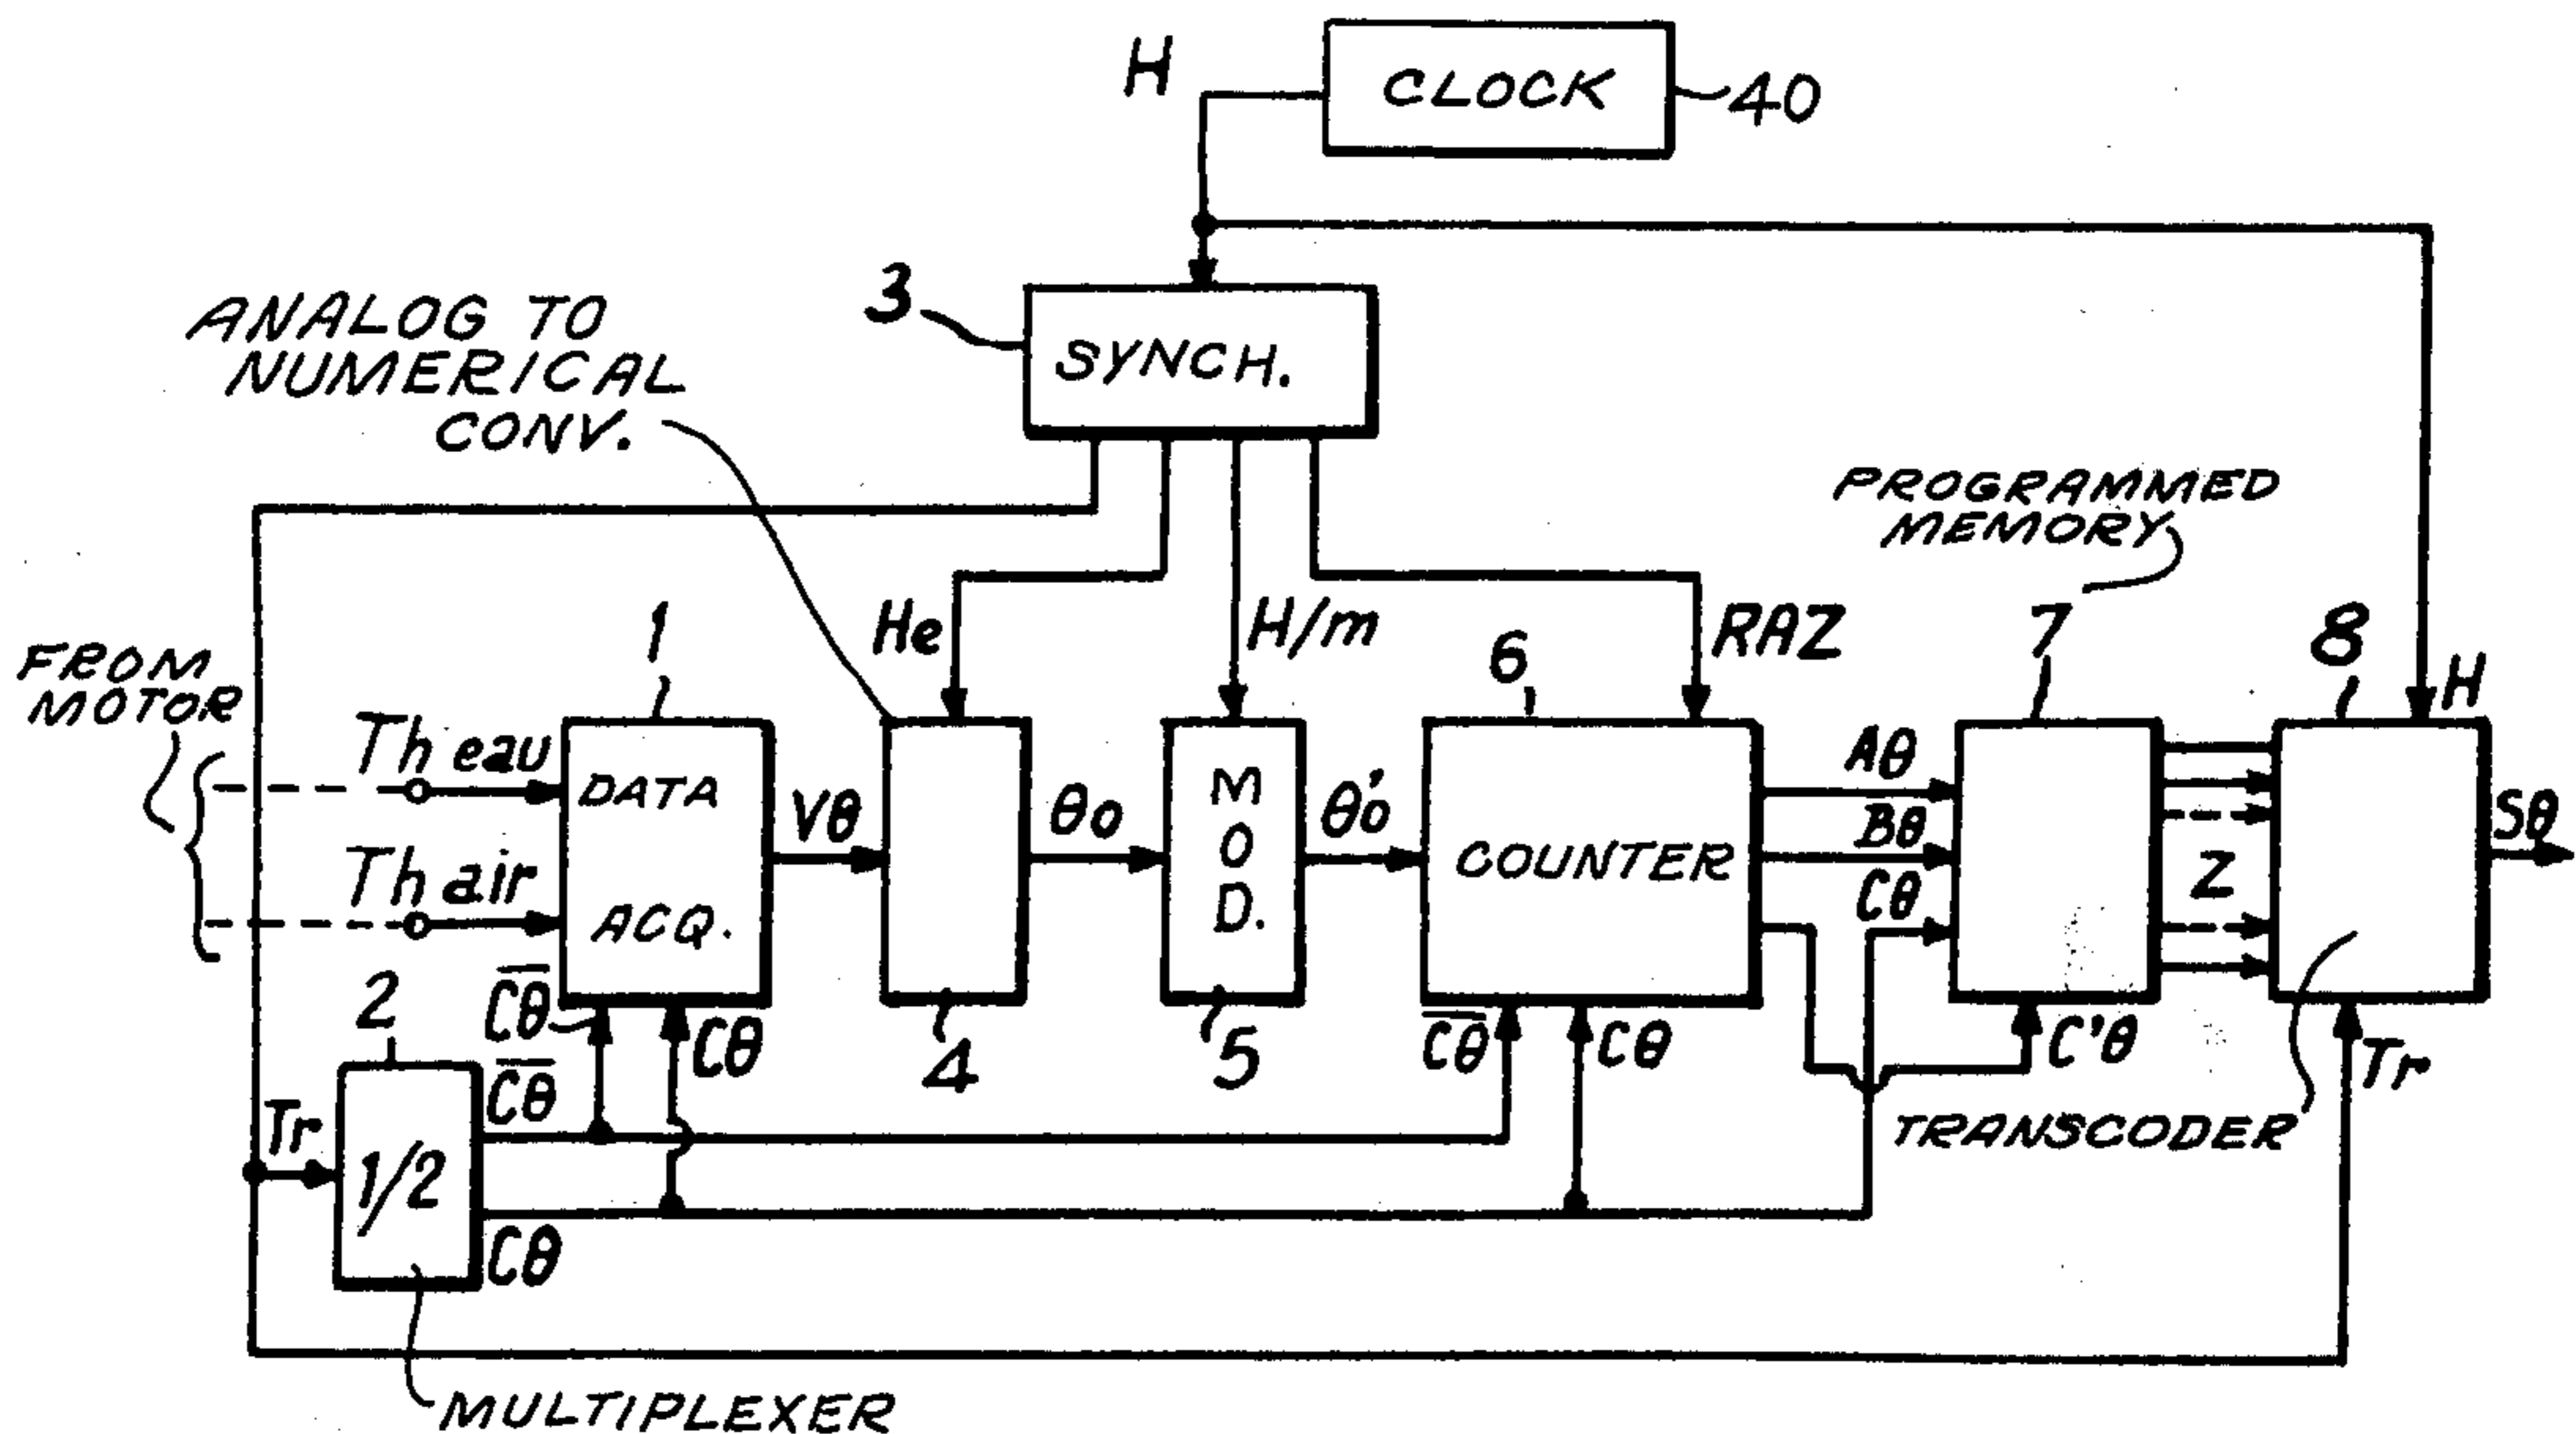 H
CLOCK
40
3
SYNCH.
ANALOG TO
NUMERICAL
CONV.
PROGRAMMED
MEMORY
He
H/m
RAZ
H
FROM
MOTOR
1
6
7
8
Th eau
Th air
DATA
ACQ.
Vθ
θo
MOD.
θ'o
COUNTER
Aθ
Bθ
Cθ
Z
Sθ
4
5
C̅θ̅
Cθ
C̅θ̅
Cθ
C'θ
Tr
TRANSCODER
2
Tr
1/2
C̅θ̅
Cθ
MULTIPLEXER